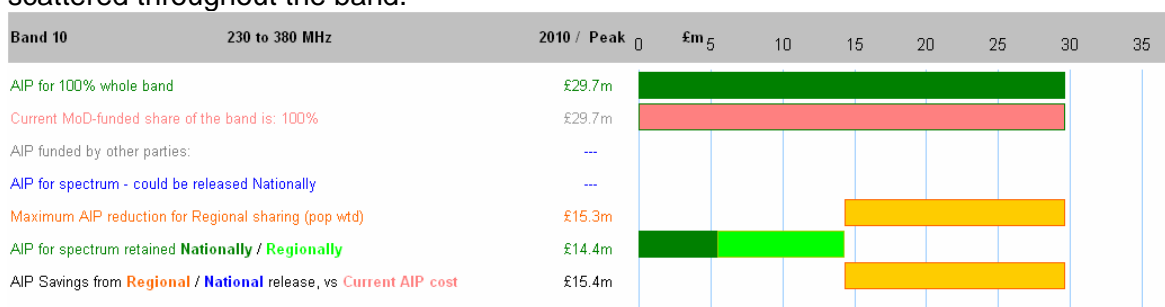 scattered throughout the band.
Band 10 230 to 380 MHz 2010 / Peak 0 £m 5 10 15 20 25 30 35
AIP for 100% whole band £29.7m
Current MoD-funded share of the band is: 100% £29.7m
AIP funded by other parties: ---
AIP for spectrum - could be released Nationally ---
Maximum AIP reduction for Regional sharing (pop wtd) £15.3m
AIP for spectrum retained Nationally / Regionally £14.4m
AIP Savings from Regional / National release, vs Current AIP cost £15.4m